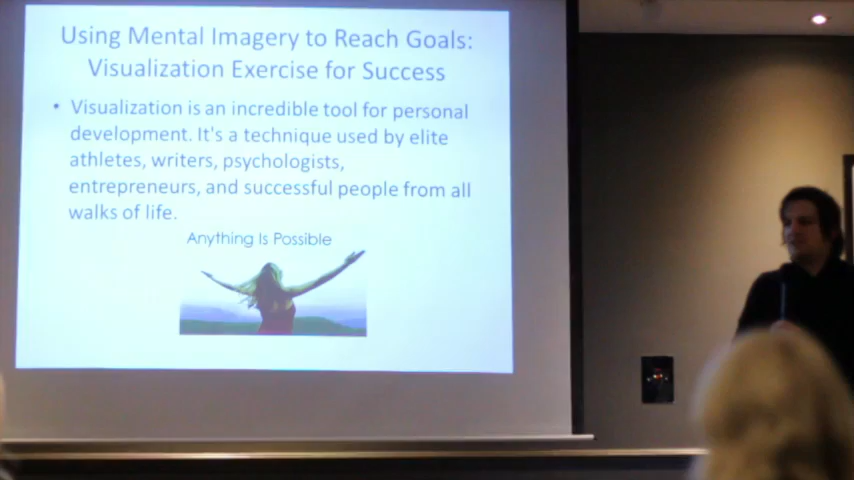 Using Mental Imagery to Reach Goals:
Visualization Exercise for Success
• Visualization is an incredible tool for personal
development. It's a technique used by elite
athletes, writers, psychologists,
entrepreneurs, and successful people from all
walks of life.
Anything Is Possible